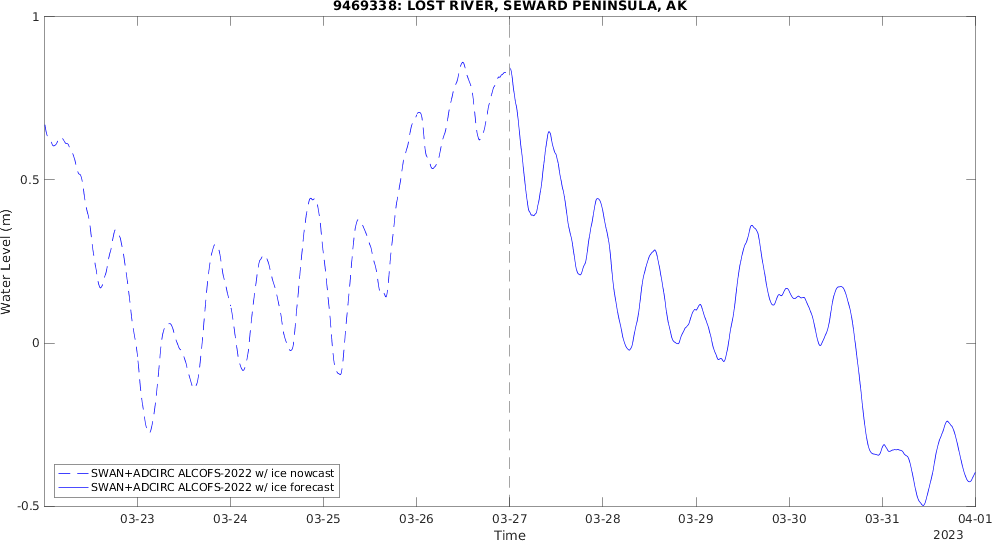 9469338: LOST RIVER, SEWARD PENINSULA, AK
1
0.5
0
-0.5
Water Level (m)
SWAN+ADCIRC ALCOFS-2022 w/ ice nowcast
SWAN+ADCIRC ALCOFS-2022 w/ ice forecast
03-23 03-24 03-25 03-26 03-27 03-28 03-29 03-30 03-31 04-01
Time
2023